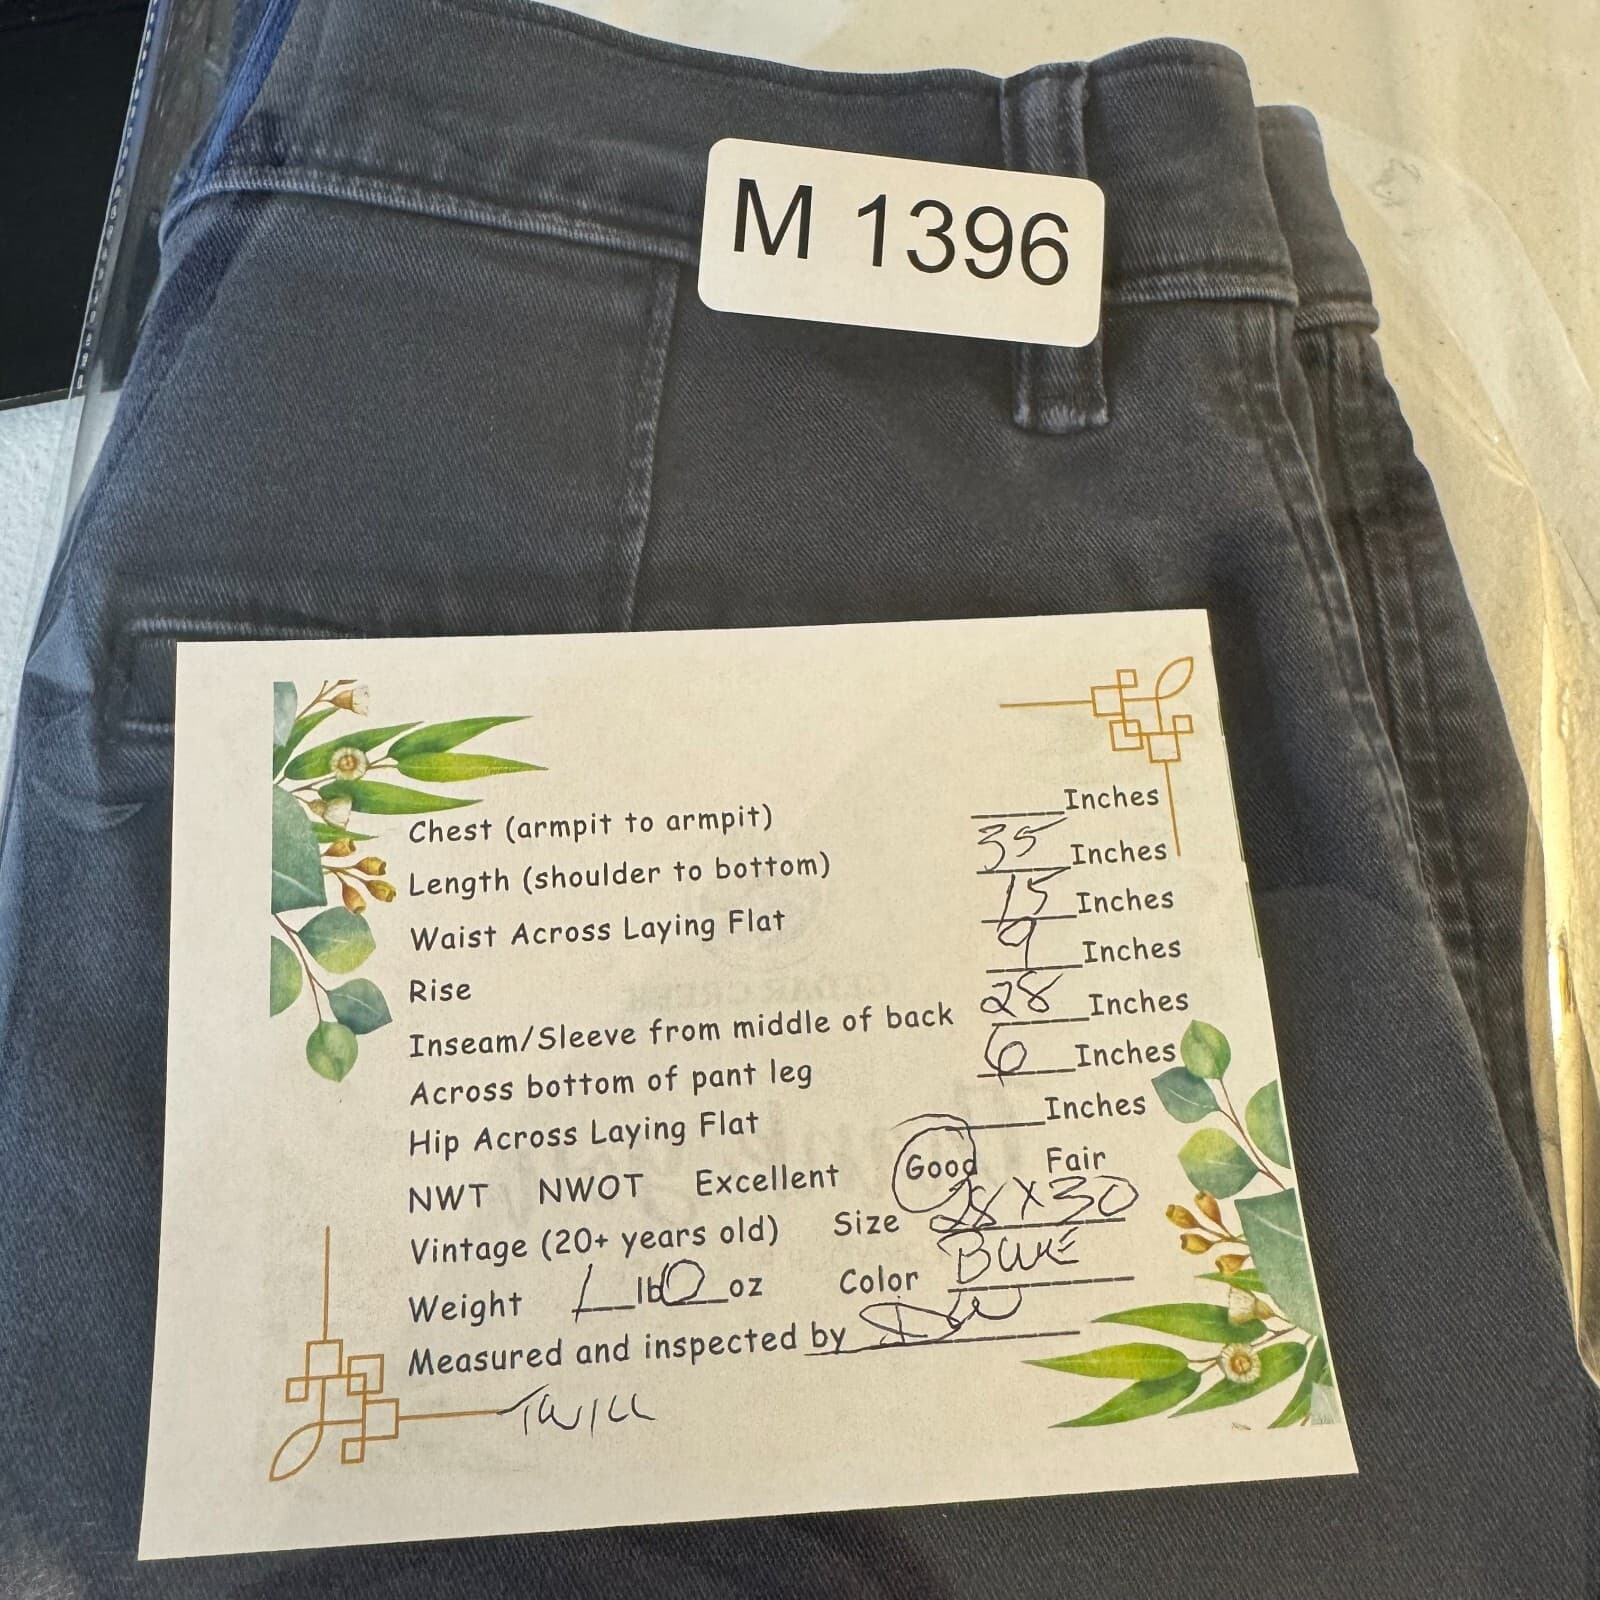 M 1396
Chest (armpit to armpit) ____Inches
Length (shoulder to bottom) 35 Inches
Waist Across Laying Flat 15 Inches
Rise 9 Inches
Inseam/Sleeve from middle of back 28 Inches
Across bottom of pant leg 6 Inches
Hip Across Laying Flat ____Inches
NWT NWOT Excellent Good Fair
Vintage (20+ years old) Size 28 X 30
Weight 1 lb 0 oz Color BLUE
Measured and inspected by
TWILL